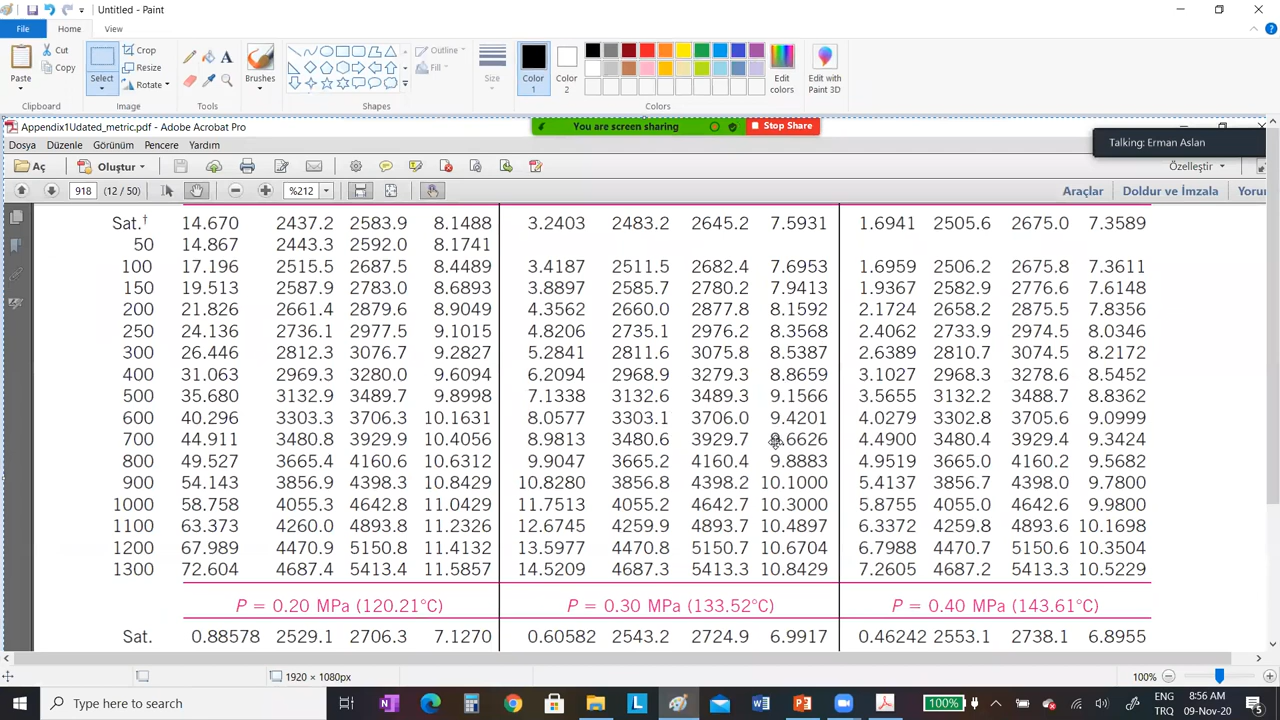 Untitled - Paint
File Home View
Paste
Cut
Copy
Clipboard
Select
Crop
Resize
Rotate
Image
Tools
Brushes
Shapes
Outline
Fill
Size
Color 1
Color 2
Edit colors
Colors
Edit with Paint 3D
Appendix1Udated_metric.pdf - Adobe Acrobat Pro
You are screen sharing
Stop Share
Talking: Erman Aslan
Dosya Düzenle Görünüm Pencere Yardım
Aç Oluştur Özelleştir
918 (12 / 50) %212 Araçlar Doldur ve İmzala Yorum
Sat.† 14.670 2437.2 2583.9 8.1488 3.2403 2483.2 2645.2 7.5931 1.6941 2505.6 2675.0 7.3589
50 14.867 2443.3 2592.0 8.1741
100 17.196 2515.5 2687.5 8.4489 3.4187 2511.5 2682.4 7.6953 1.6959 2506.2 2675.8 7.3611
150 19.513 2587.9 2783.0 8.6893 3.8897 2585.7 2780.2 7.9413 1.9367 2582.9 2776.6 7.6148
200 21.826 2661.4 2879.6 8.9049 4.3562 2660.0 2877.8 8.1592 2.1724 2658.2 2875.5 7.8356
250 24.136 2736.1 2977.5 9.1015 4.8206 2735.1 2976.2 8.3568 2.4062 2733.9 2974.5 8.0346
300 26.446 2812.3 3076.7 9.2827 5.2841 2811.6 3075.8 8.5387 2.6389 2810.7 3074.5 8.2172
400 31.063 2969.3 3280.0 9.6094 6.2094 2968.9 3279.3 8.8659 3.1027 2968.3 3278.6 8.5452
500 35.680 3132.9 3489.7 9.8998 7.1338 3132.6 3489.3 9.1566 3.5655 3132.2 3488.7 8.8362
600 40.296 3303.3 3706.3 10.1631 8.0577 3303.1 3706.0 9.4201 4.0279 3302.8 3705.6 9.0999
700 44.911 3480.8 3929.9 10.4056 8.9813 3480.6 3929.7 9.6626 4.4900 3480.4 3929.4 9.3424
800 49.527 3665.4 4160.6 10.6312 9.9047 3665.2 4160.4 9.8883 4.9519 3665.0 4160.2 9.5682
900 54.143 3856.9 4398.3 10.8429 10.8280 3856.8 4398.2 10.1000 5.4137 3856.7 4398.0 9.7800
1000 58.758 4055.3 4642.8 11.0429 11.7513 4055.2 4642.7 10.3000 5.8755 4055.0 4642.6 9.9800
1100 63.373 4260.0 4893.8 11.2326 12.6745 4259.9 4893.7 10.4897 6.3372 4259.8 4893.6 10.1698
1200 67.989 4470.9 5150.8 11.4132 13.5977 4470.8 5150.7 10.6704 6.7988 4470.7 5150.6 10.3504
1300 72.604 4687.4 5413.4 11.5857 14.5209 4687.3 5413.3 10.8429 7.2605 4687.2 5413.3 10.5229
P = 0.20 MPa (120.21°C) P = 0.30 MPa (133.52°C) P = 0.40 MPa (143.61°C)
Sat. 0.88578 2529.1 2706.3 7.1270 0.60582 2543.2 2724.9 6.9917 0.46242 2553.1 2738.1 6.8955
1920 × 1080px 100%
Type here to search 100% ENG TRQ 8:56 AM 09-Nov-20 5